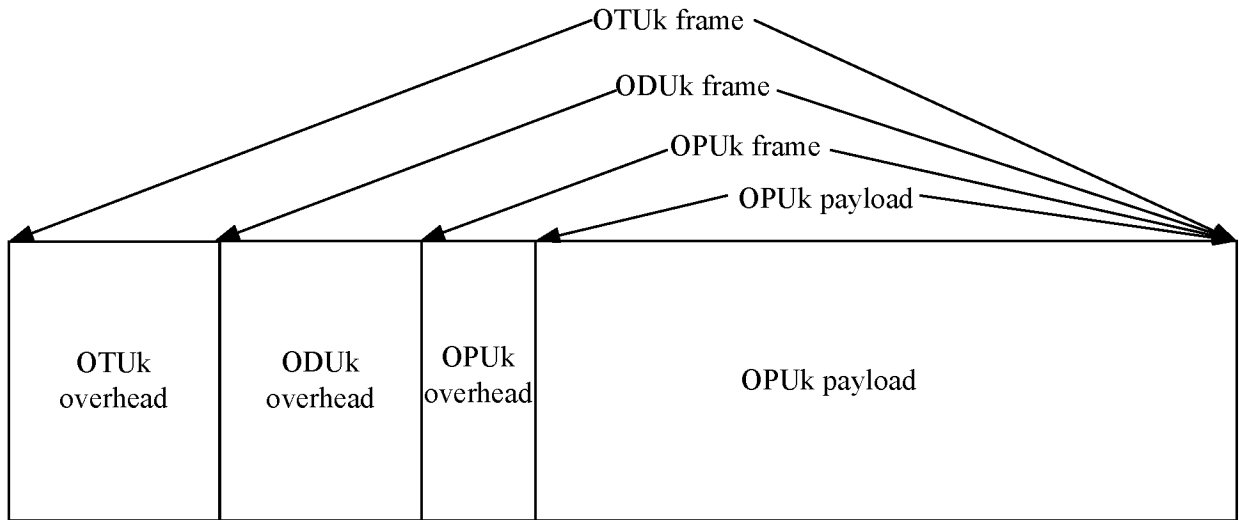 OTUk frame
ODUk frame
OPUk frame
OPUk payload
OTUk
overhead
ODUk
overhead
OPUk
overhead
OPUk payload